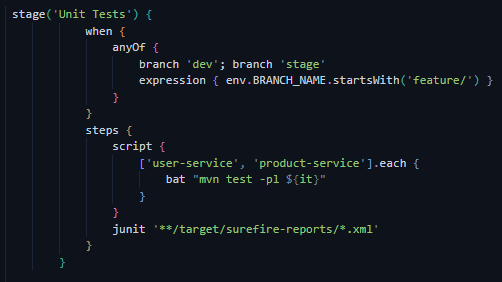 stage('Unit Tests') {
when {
anyOf {
branch 'dev'; branch 'stage'
expression { env.BRANCH_NAME.startsWith('feature/') }
}
}
steps {
script {
['user-service', 'product-service'].each {
bat "mvn test -pl ${it}"
}
}
junit '**/target/surefire-reports/*.xml'
}
}